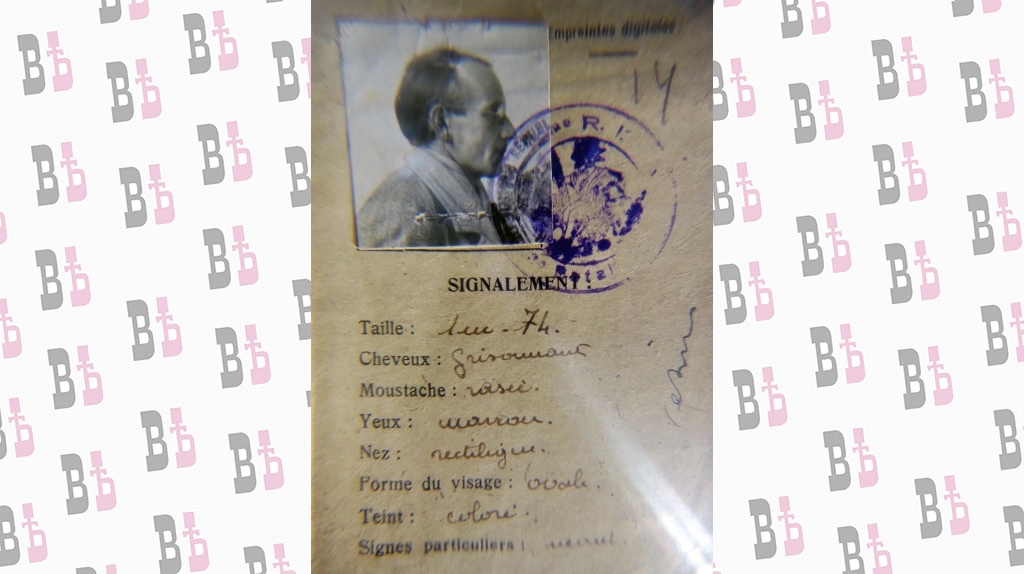 Empreintes digitales :
14
R. F.
SIGNALEMENT :
Taille : 1m - 74.
Cheveux : grisonnant
Moustache : rasée.
Yeux : marron.
Nez : rectiligne.
Forme du visage : ovale.
Teint : coloré.
Signes particuliers :